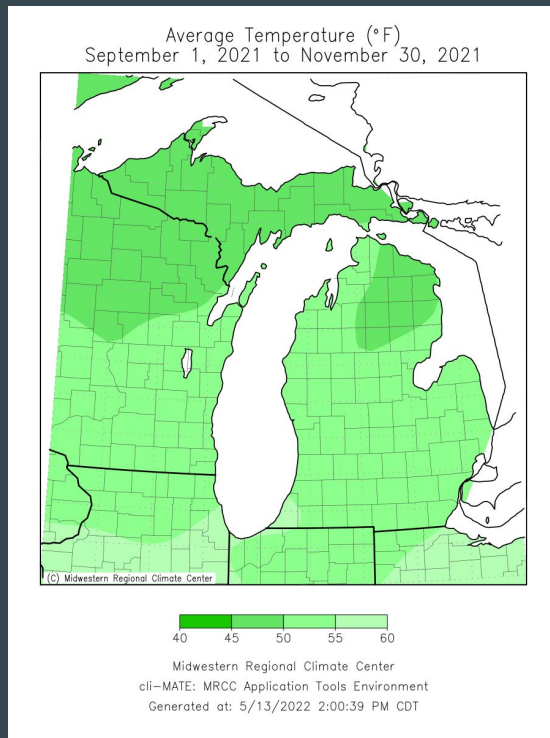 Average Temperature (°F)
September 1, 2021 to November 30, 2021
(C) Midwestern Regional Climate Center
40 45 50 55 60
Midwestern Regional Climate Center
cli-MATE: MRCC Application Tools Environment
Generated at: 5/13/2022 2:00:39 PM CDT